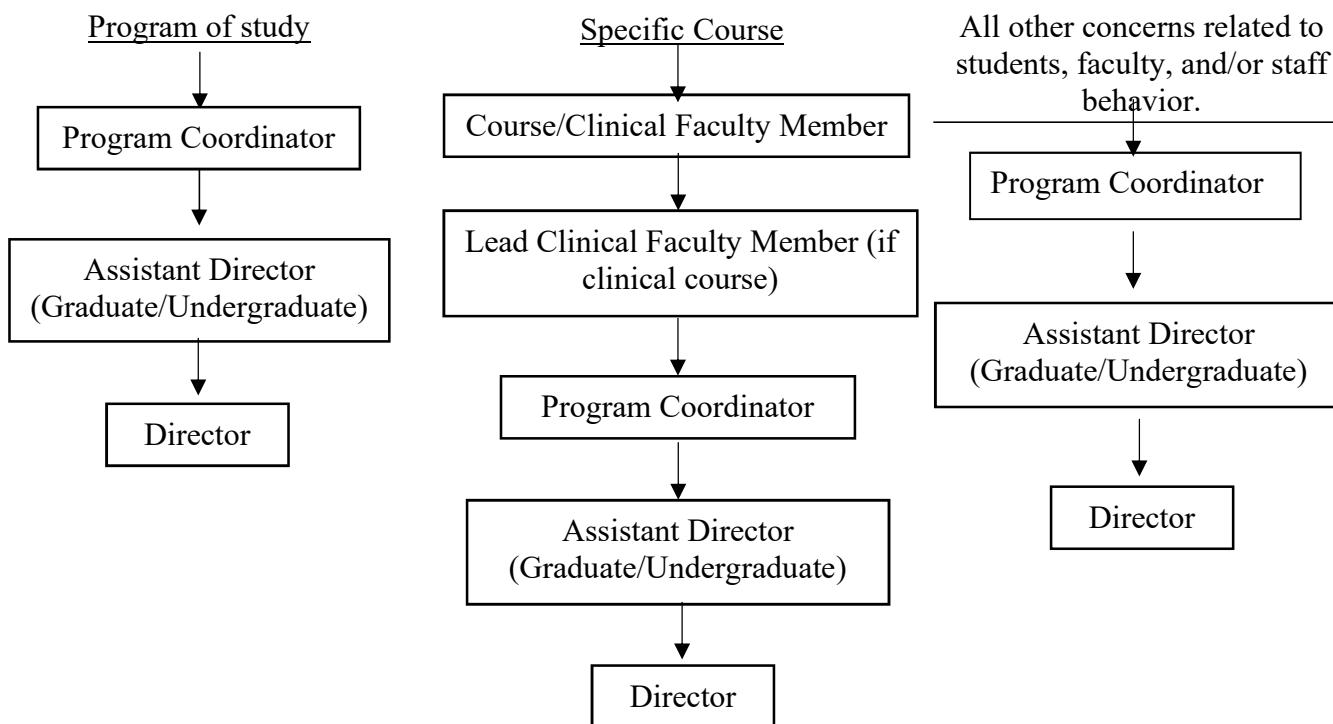 Program of study
Program Coordinator
Assistant Director
(Graduate/Undergraduate)
Director
Specific Course
Course/Clinical Faculty Member
Lead Clinical Faculty Member (if
clinical course)
Program Coordinator
Assistant Director
(Graduate/Undergraduate)
Director
All other concerns related to
students, faculty, and/or staff
behavior.
Program Coordinator
Assistant Director
(Graduate/Undergraduate)
Director